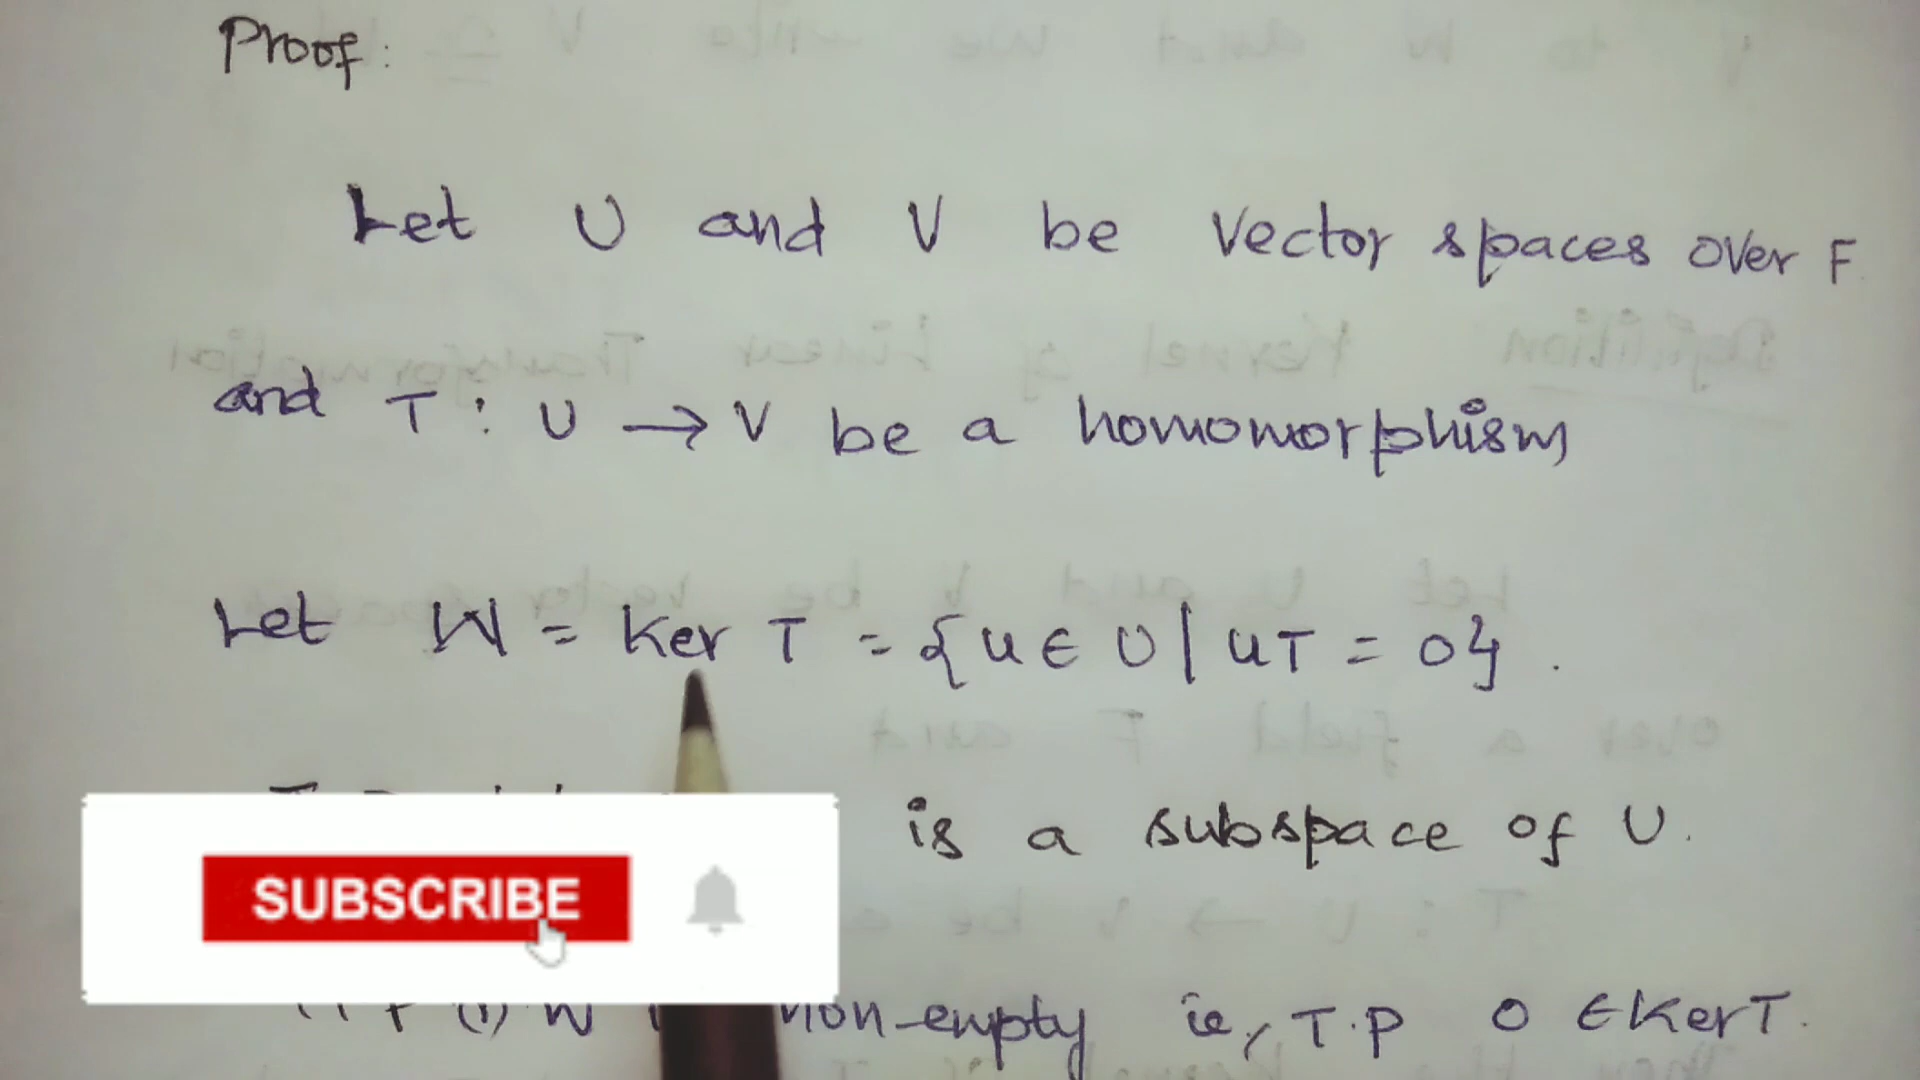 Proof:
Let U and V be vector spaces over F
and T : U → V be a homomorphism
Let W = Ker T = {u ∈ U | uT = 0}.
is a subspace of U.
SUBSCRIBE
(i) W non-empty ie, T.P 0 ∈ Ker T.